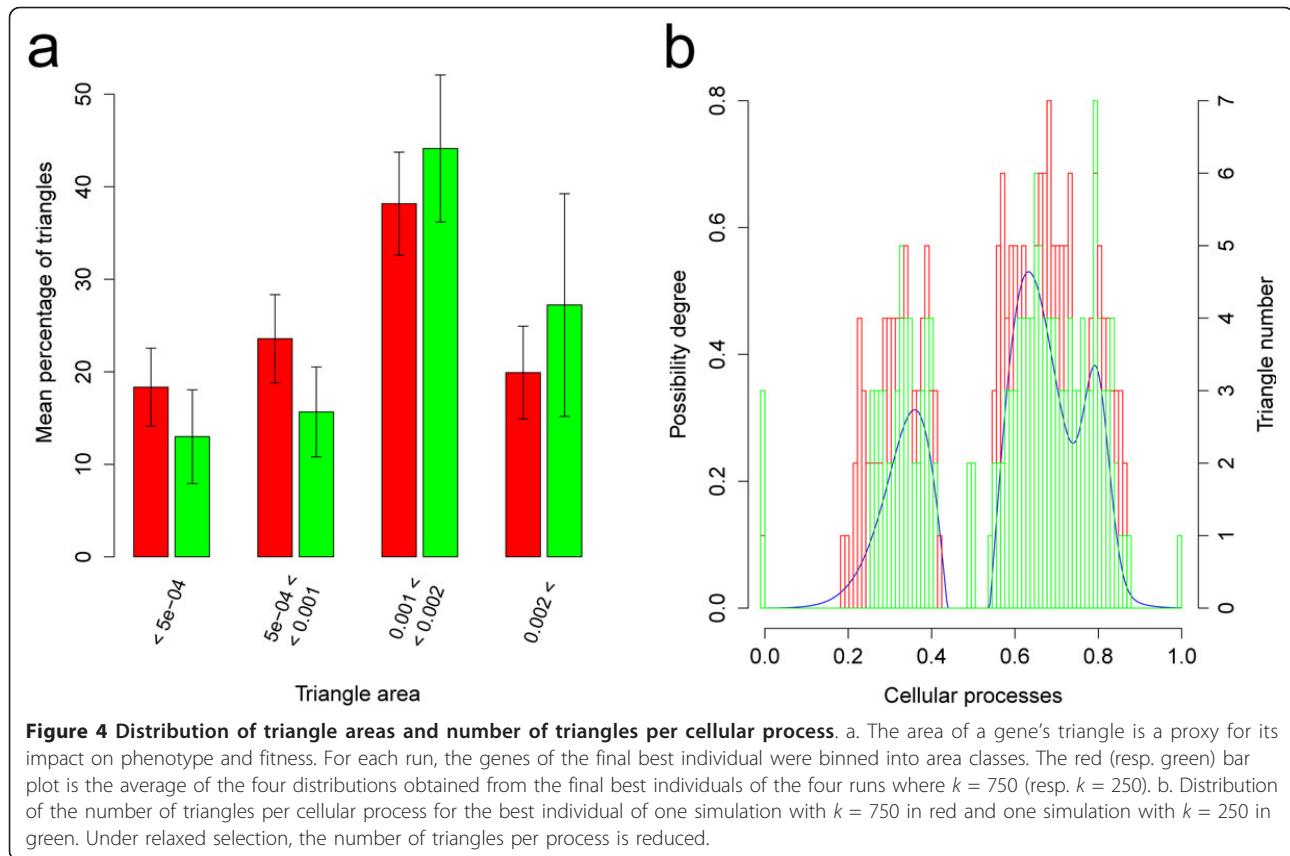 a
b
Mean percentage of triangles
50
40
30
20
10
0
< 5e-04
5e-04 <
< 0.001
0.001 <
< 0.002
0.002 <
Triangle area
Possibility degree
0.8
0.6
0.4
0.2
0.0
Triangle number
7
6
5
4
3
2
1
0
0.0 0.2 0.4 0.6 0.8 1.0
Cellular processes
Figure 4 Distribution of triangle areas and number of triangles per cellular process. a. The area of a gene's triangle is a proxy for its
impact on phenotype and fitness. For each run, the genes of the final best individual were binned into area classes. The red (resp. green) bar
plot is the average of the four distributions obtained from the final best individuals of the four runs where k = 750 (resp. k = 250). b. Distribution
of the number of triangles per cellular process for the best individual of one simulation with k = 750 in red and one simulation with k = 250 in
green. Under relaxed selection, the number of triangles per process is reduced.